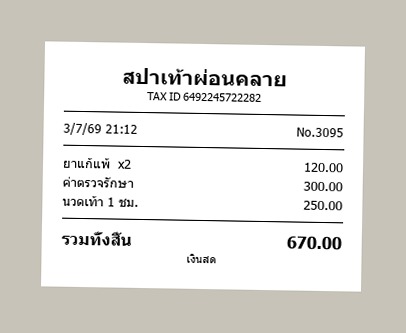 สปาเท้าผ่อนคลาย
TAX ID 6492245722282
3/7/69 21:12 No.3095
ยาแก้แพ้ x2 120.00
ค่าตรวจรักษา 300.00
นวดเท้า 1 ชม. 250.00
รวมทั้งสิ้น 670.00
เงินสด